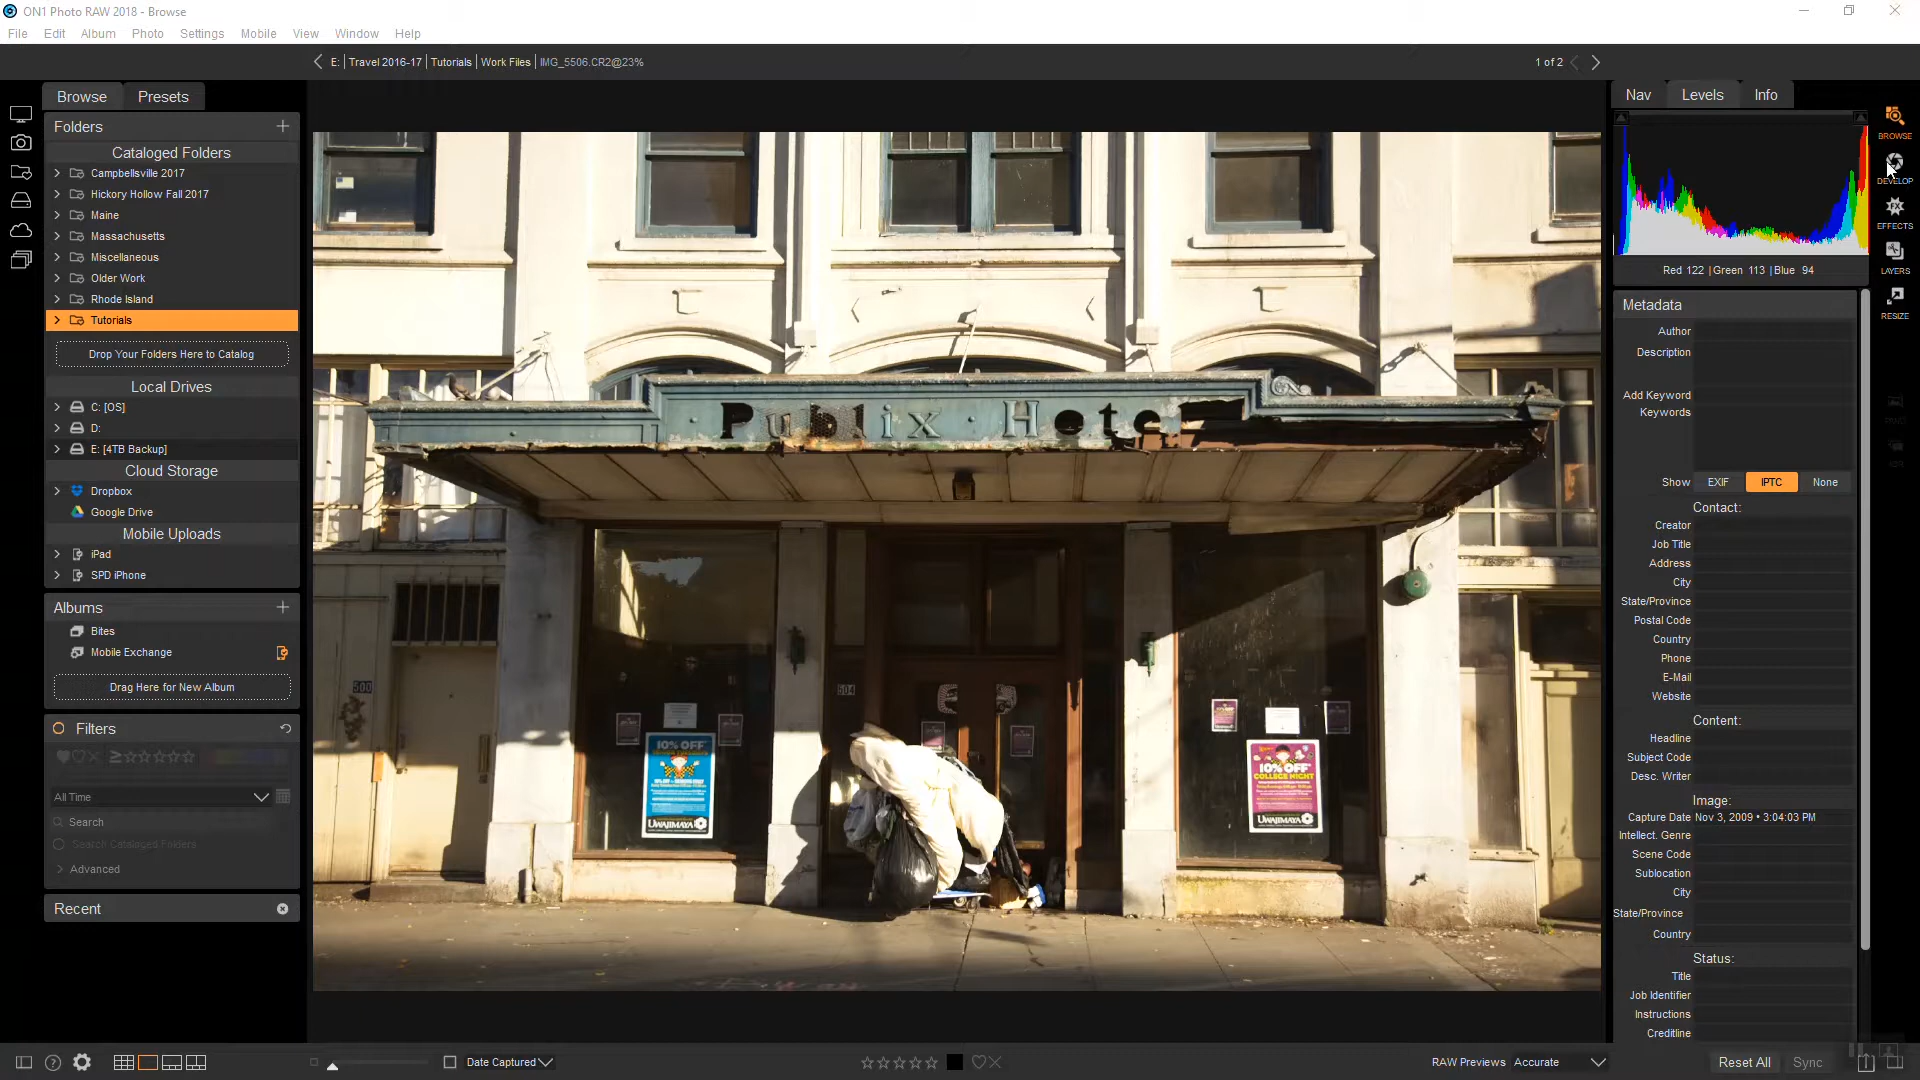 ON1 Photo RAW 2018 - Browse
File Edit Album Photo Settings Mobile View Window Help
E: Travel 2016-17 Tutorials Work Files IMG_5506.CR2@23%
1 of 2
Browse Presets
Folders
Cataloged Folders
Campbellsville 2017
Hickory Hollow Fall 2017
Maine
Massachusetts
Miscellaneous
Older Work
Rhode Island
Tutorials
Drop Your Folders Here to Catalog
Local Drives
C: [OS]
D:
E: [4TB Backup]
Cloud Storage
Dropbox
Google Drive
Mobile Uploads
iPad
SPD iPhone
Albums
Bites
Mobile Exchange
Drag Here for New Album
Filters
All Time
Search
Search Cataloged Folders
Advanced
Recent
Publix · Hote
500
604
10% OFF
UWAJIMAYA
10% OFF
COLLEGE NIGHT
UWAJIMAYA
Nav Levels Info
Red 122 | Green 113 | Blue 94
BROWSE
DEVELOP
EFFECTS
LAYERS
RESIZE
Metadata
Author
Description
Add Keyword
Keywords
Show EXIF IPTC None
Contact:
Creator
Job Title
Address
City
State/Province
Postal Code
Country
Phone
E-Mail
Website
Content:
Headline
Subject Code
Desc. Writer
Image:
Capture Date Nov 3, 2009 • 3:04:03 PM
Intellect. Genre
Scene Code
Sublocation
City
State/Province
Country
Status:
Title
Job Identifier
Instructions
Creditline
Date Captured
RAW Previews Accurate
Reset All Sync